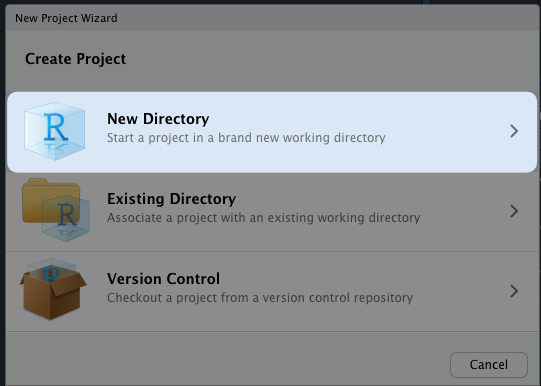 New Project Wizard
Create Project
R
New Directory
Start a project in a brand new working directory
R
Existing Directory
Associate a project with an existing working directory
R
Version Control
Checkout a project from a version control repository
Cancel